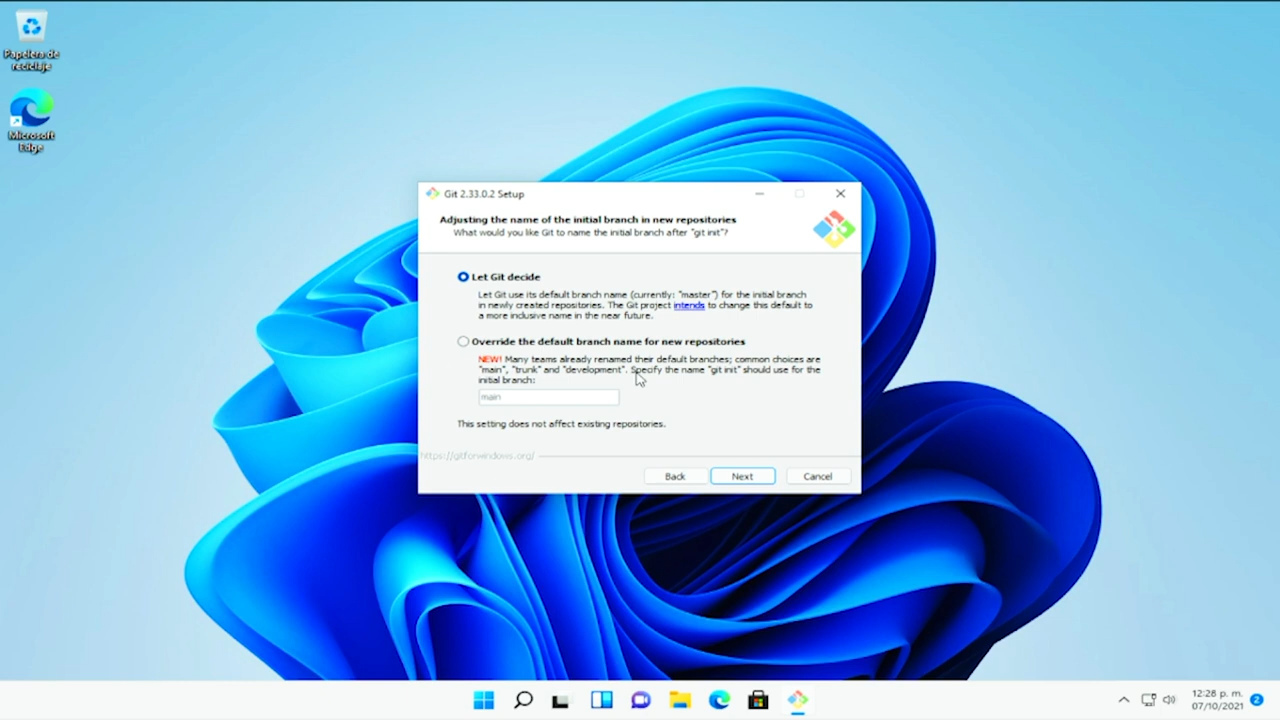 Papelera de
reciclaje
Microsoft
Edge
Git 2.33.0.2 Setup
Adjusting the name of the initial branch in new repositories
What would you like Git to name the initial branch after "git init"?
Let Git decide
Let Git use its default branch name (currently: "master") for the initial branch
in newly created repositories. The Git project intends to change this default to
a more inclusive name in the near future.
Override the default branch name for new repositories
NEW! Many teams already renamed their default branches; common choices are
"main", "trunk" and "development". Specify the name "git init" should use for the
initial branch:
main
This setting does not affect existing repositories.
https://gitforwindows.org/
Back
Next
Cancel
12:28 p. m.
07/10/2021
2